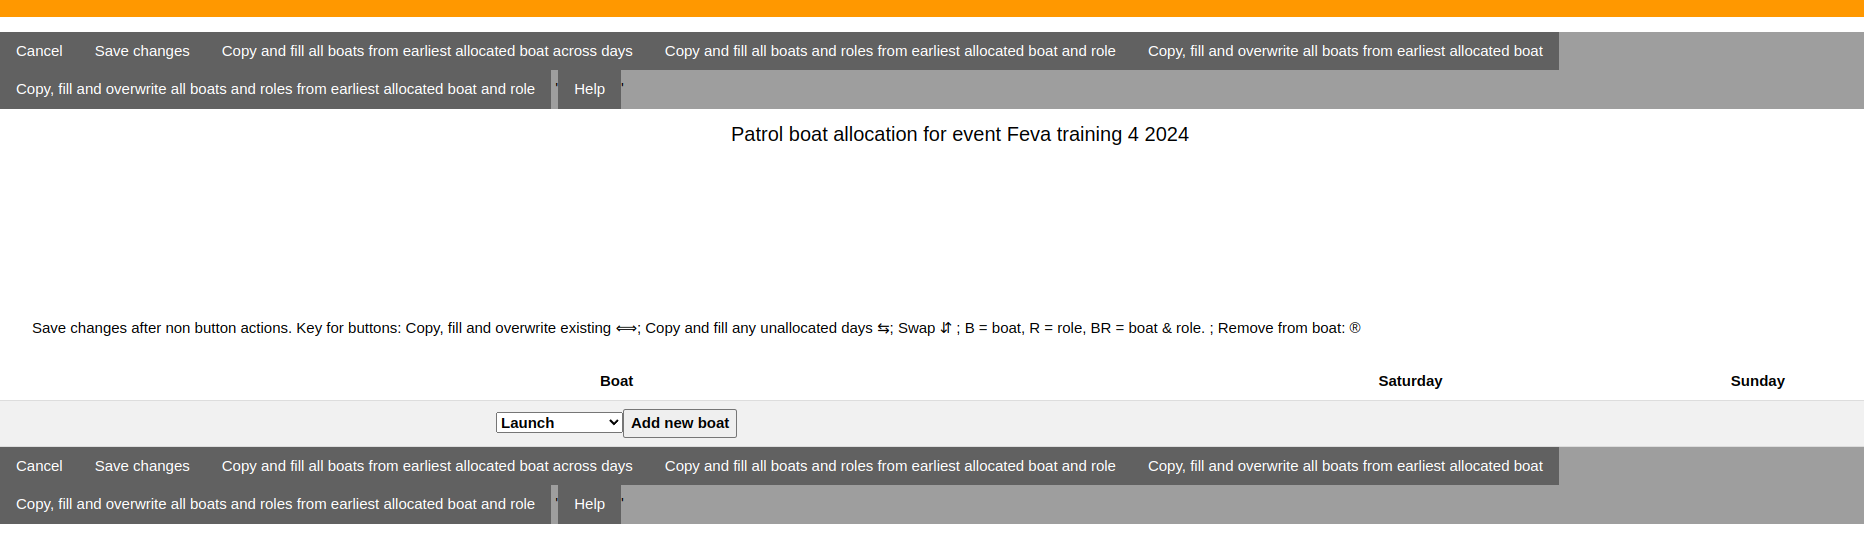 Cancel Save changes Copy and fill all boats from earliest allocated boat across days Copy and fill all boats and roles from earliest allocated boat and role Copy, fill and overwrite all boats from earliest allocated boat
Copy, fill and overwrite all boats and roles from earliest allocated boat and role ' Help '
Patrol boat allocation for event Feva training 4 2024
Save changes after non button actions. Key for buttons: Copy, fill and overwrite existing ⟺; Copy and fill any unallocated days ⇆; Swap ⇵ ; B = boat, R = role, BR = boat & role. ; Remove from boat: ®
Boat Saturday Sunday
Launch Add new boat
Cancel Save changes Copy and fill all boats from earliest allocated boat across days Copy and fill all boats and roles from earliest allocated boat and role Copy, fill and overwrite all boats from earliest allocated boat
Copy, fill and overwrite all boats and roles from earliest allocated boat and role ' Help '